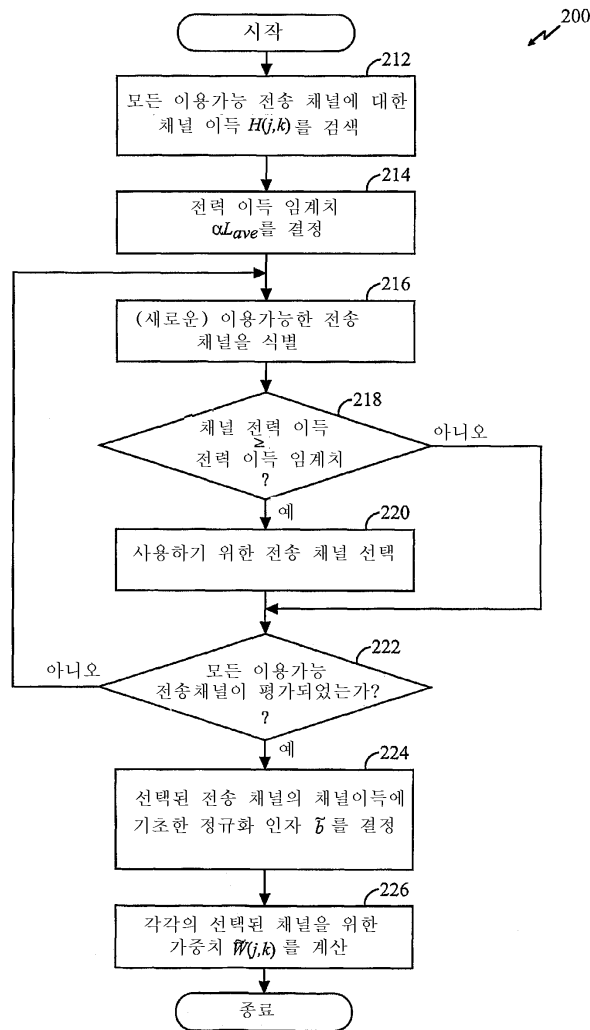 200
시작
212
모든 이용가능 전송 채널에 대한
채널 이득 H(j,k) 를 검색
214
전력 이득 임계치
αL_ave를 결정
216
(새로운) 이용가능한 전송
채널을 식별
218
채널 전력 이득
≥
전력 이득 임계치
?
아니오
예
220
사용하기 위한 전송 채널 선택
222
모든 이용가능
전송채널이 평가되었는가?
?
아니오
예
224
선택된 전송 채널의 채널이득에
기초한 정규화 인자 b̃ 를 결정
226
각각의 선택된 채널을 위한
가중치 W̃(j,k) 를 계산
종료